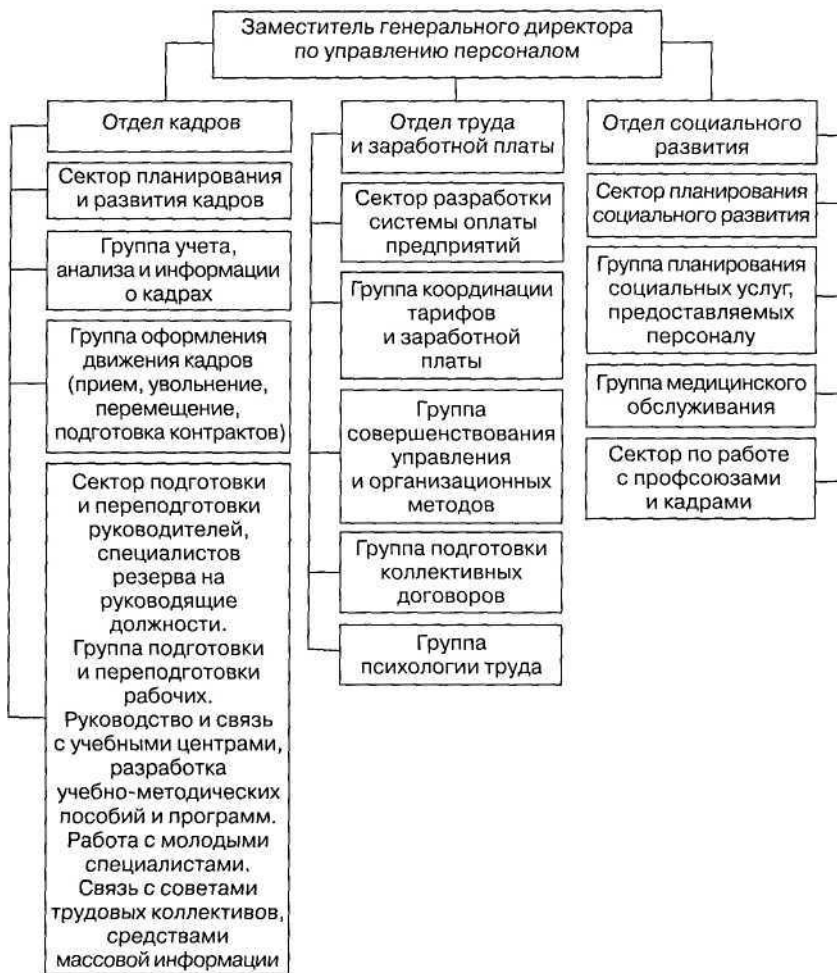 Заместитель генерального директора
по управлению персоналом
Отдел кадров
Сектор планирования
и развития кадров
Группа учета,
анализа и информации
о кадрах
Группа оформления
движения кадров
(прием, увольнение,
перемещение,
подготовка контрактов)
Сектор подготовки
и переподготовки
руководителей,
специалистов
резерва на
руководящие
должности.
Группа подготовки
и переподготовки
рабочих.
Руководство и связь
с учебными центрами,
разработка
учебно-методических
пособий и программ.
Работа с молодыми
специалистами.
Связь с советами
трудовых коллективов,
средствами
массовой информации
Отдел труда
и заработной платы
Сектор разработки
системы оплаты
предприятий
Группа координации
тарифов
и заработной
платы
Группа
совершенствования
управления
и организационных
методов
Группа подготовки
коллективных
договоров
Группа
психологии труда
Отдел социального
развития
Сектор планирования
социального развития
Группа планирования
социальных услуг,
предоставляемых
персоналу
Группа медицинского
обслуживания
Сектор по работе
с профсоюзами
и кадрами